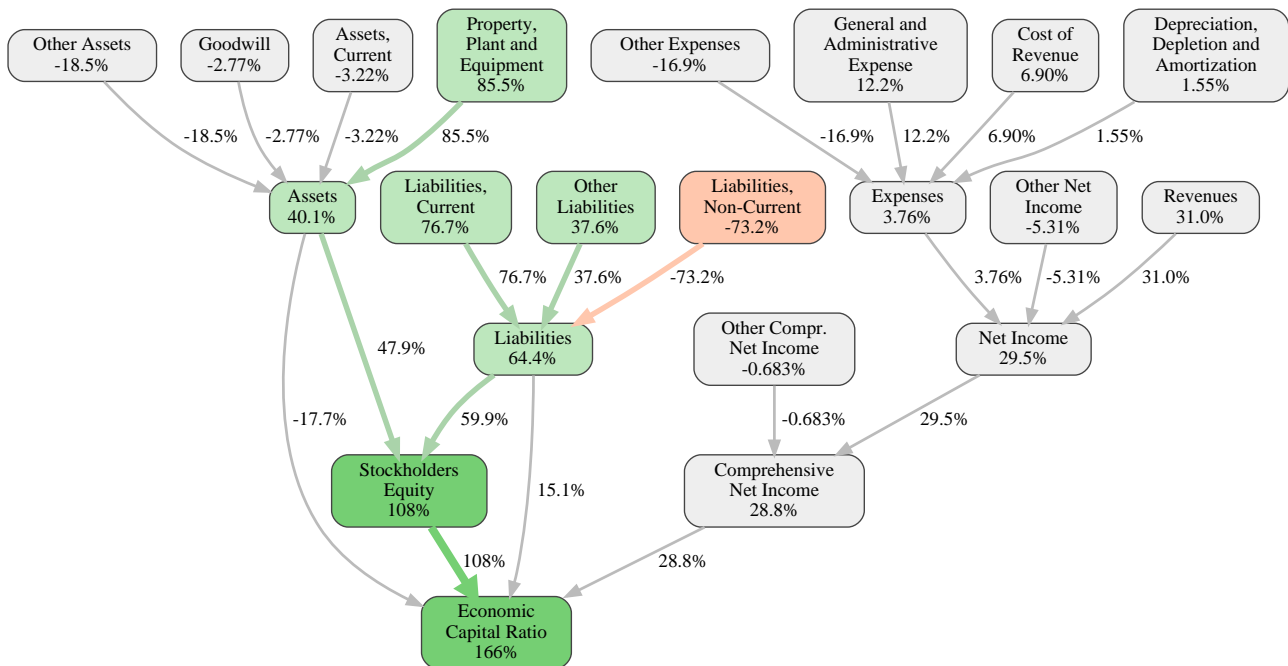 Other Assets
-18.5%
Goodwill
-2.77%
Assets,
Current
-3.22%
Property,
Plant and
Equipment
85.5%
Other Expenses
-16.9%
General and
Administrative
Expense
12.2%
Cost of
Revenue
6.90%
Depreciation,
Depletion and
Amortization
1.55%
-18.5%
-2.77%
-3.22%
85.5%
-16.9%
12.2%
6.90%
1.55%
Assets
40.1%
Liabilities,
Current
76.7%
Other
Liabilities
37.6%
Liabilities,
Non-Current
-73.2%
Expenses
3.76%
Other Net
Income
-5.31%
Revenues
31.0%
76.7%
37.6%
-73.2%
3.76%
-5.31%
31.0%
47.9%
Liabilities
64.4%
Other Compr.
Net Income
-0.683%
Net Income
29.5%
-17.7%
59.9%
-0.683%
29.5%
Stockholders
Equity
108%
15.1%
Comprehensive
Net Income
28.8%
108%
28.8%
Economic
Capital Ratio
166%